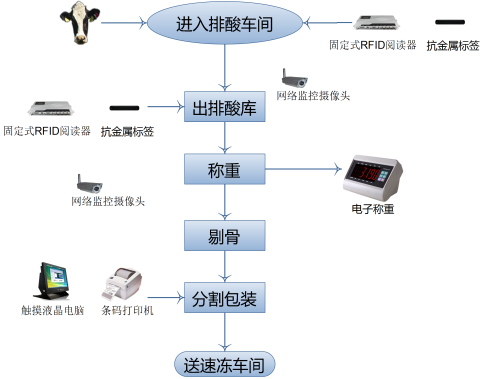 进入排酸车间
固定式RFID阅读器
抗金属标签
网络监控摄像头
出排酸库
固定式RFID阅读器
抗金属标签
称重
网络监控摄像头
电子称重
剔骨
分割包装
触摸液晶电脑
条码打印机
送速冻车间